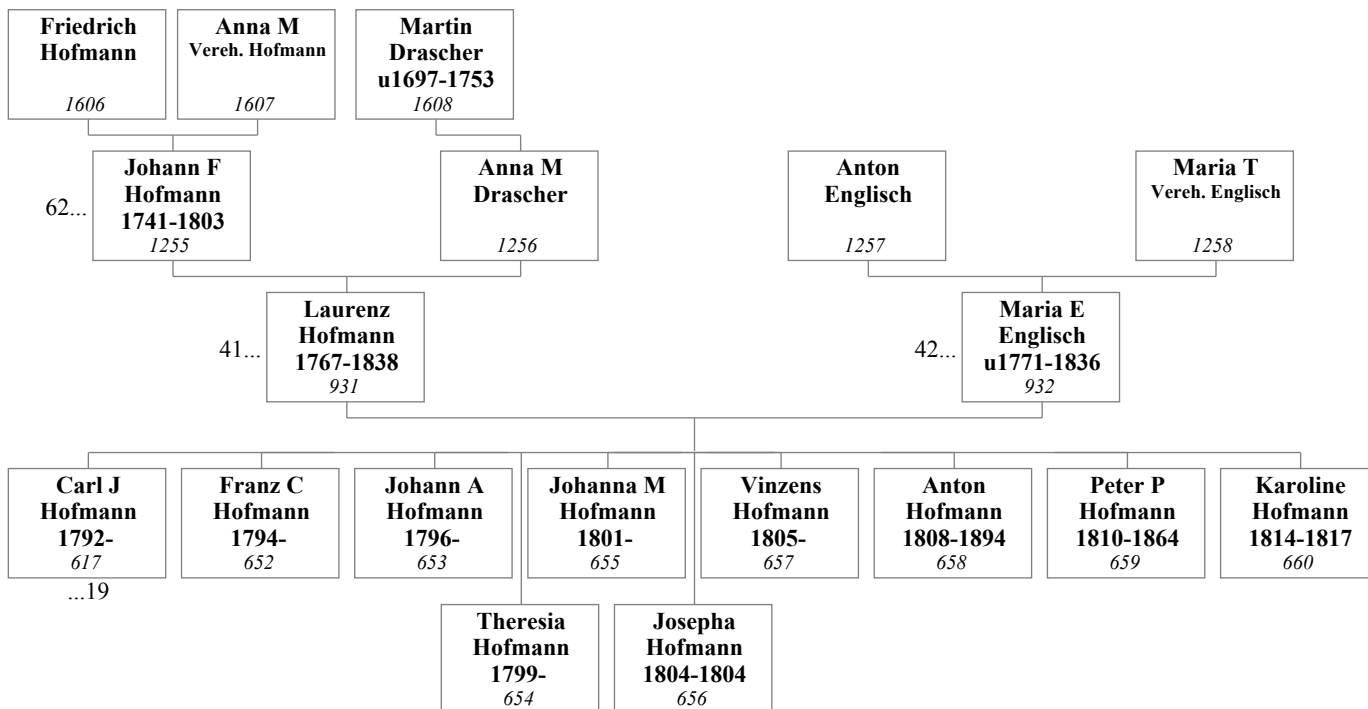 Friedrich
Hofmann
1606
Anna M
Vereh. Hofmann
1607
Martin
Drascher
u1697-1753
1608
62...
Johann F
Hofmann
1741-1803
1255
Anna M
Drascher
1256
Anton
Englisch
1257
Maria T
Vereh. Englisch
1258
41...
Laurenz
Hofmann
1767-1838
931
42...
Maria E
Englisch
u1771-1836
932
Carl J
Hofmann
1792-
617
...19
Franz C
Hofmann
1794-
652
Johann A
Hofmann
1796-
653
Johanna M
Hofmann
1801-
655
Vinzens
Hofmann
1805-
657
Anton
Hofmann
1808-1894
658
Peter P
Hofmann
1810-1864
659
Karoline
Hofmann
1814-1817
660
Theresia
Hofmann
1799-
654
Josepha
Hofmann
1804-1804
656